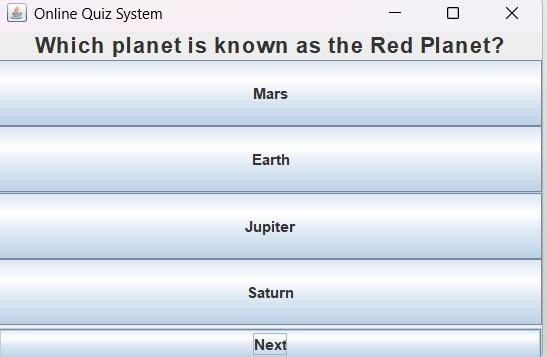 Online Quiz System
Which planet is known as the Red Planet?
Mars
Earth
Jupiter
Saturn
Next